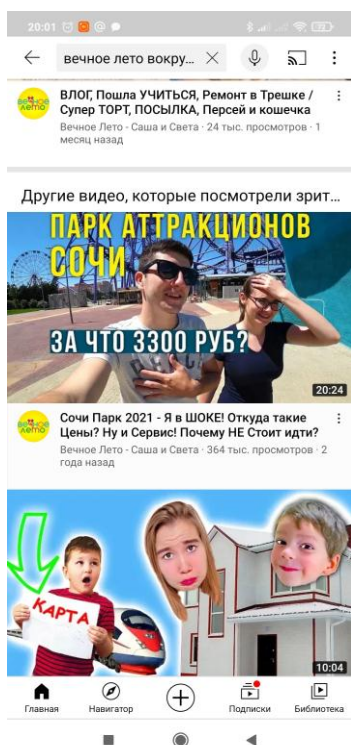 20:01
вечное лето вокру...
ВЛОГ, Пошла УЧИТЬСЯ, Ремонт в Трешке /
Супер ТОРТ, ПОСЫЛКА, Персей и кошечка
Вечное Лето - Саша и Света · 24 тыс. просмотров · 1
месяц назад
Другие видео, которые посмотрели зрит...
ПАРК АТТРАКЦИОНОВ
СОЧИ
ЗА ЧТО 3300 РУБ?
20:24
Сочи Парк 2021 - Я в ШОКЕ! Откуда такие
Цены? Ну и Сервис! Почему НЕ Стоит идти?
Вечное Лето - Саша и Света · 364 тыс. просмотров · 2
года назад
КАРТА
10:04
Главная
Навигатор
Подписки
Библиотека